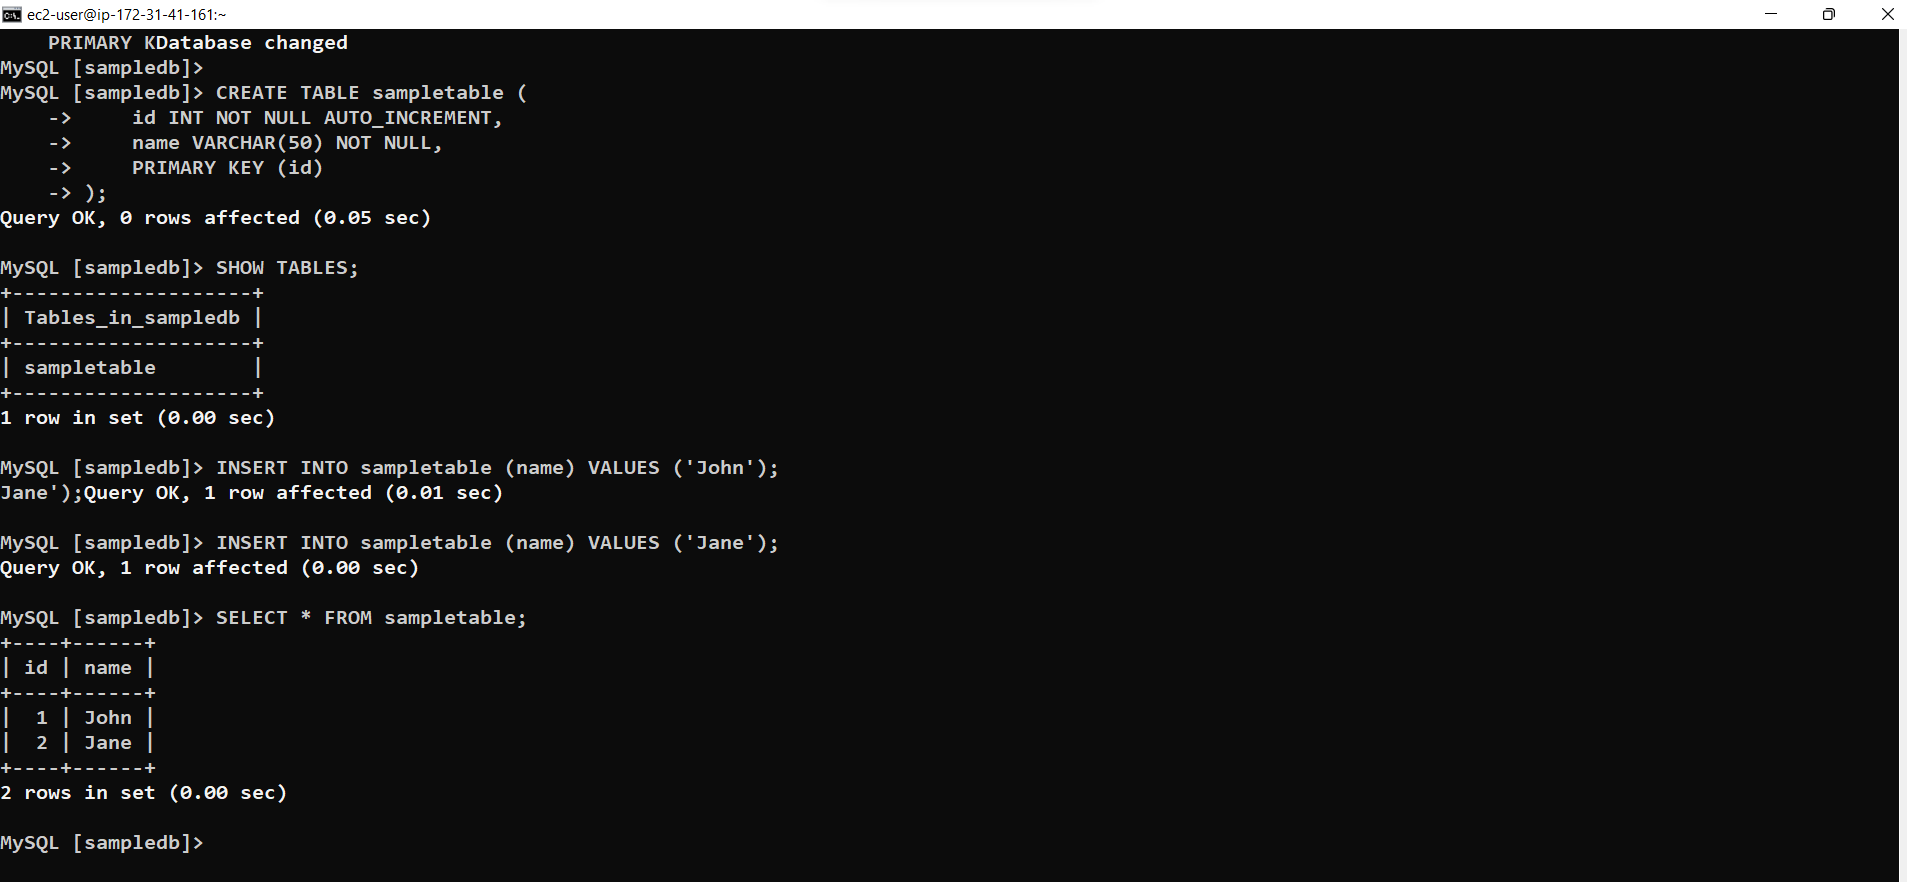 ec2-user@ip-172-31-41-161:~
    PRIMARY KDatabase changed
MySQL [sampledb]>
MySQL [sampledb]> CREATE TABLE sampletable (
    ->     id INT NOT NULL AUTO_INCREMENT,
    ->     name VARCHAR(50) NOT NULL,
    ->     PRIMARY KEY (id)
    -> );
Query OK, 0 rows affected (0.05 sec)

MySQL [sampledb]> SHOW TABLES;
+--------------------+
| Tables_in_sampledb |
+--------------------+
| sampletable        |
+--------------------+
1 row in set (0.00 sec)

MySQL [sampledb]> INSERT INTO sampletable (name) VALUES ('John');
Jane');Query OK, 1 row affected (0.01 sec)

MySQL [sampledb]> INSERT INTO sampletable (name) VALUES ('Jane');
Query OK, 1 row affected (0.00 sec)

MySQL [sampledb]> SELECT * FROM sampletable;
+----+------+
| id | name |
+----+------+
|  1 | John |
|  2 | Jane |
+----+------+
2 rows in set (0.00 sec)

MySQL [sampledb]>